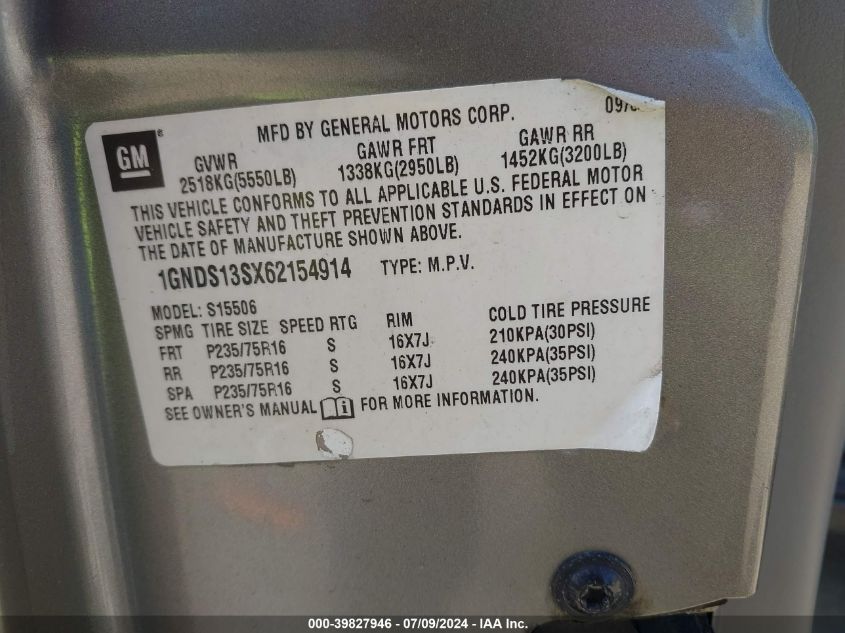 GM ®
MFD BY GENERAL MOTORS CORP.
GVWR GAWR FRT GAWR RR
2518KG(5550LB) 1338KG(2950LB) 1452KG(3200LB)
THIS VEHICLE CONFORMS TO ALL APPLICABLE U.S. FEDERAL MOTOR
VEHICLE SAFETY AND THEFT PREVENTION STANDARDS IN EFFECT ON
THE DATE OF MANUFACTURE SHOWN ABOVE.
1GNDS13SX62154914 TYPE: M.P.V.
MODEL: S15506
SPMG TIRE SIZE SPEED RTG RIM COLD TIRE PRESSURE
FRT P235/75R16 S 16X7J 210KPA(30PSI)
RR P235/75R16 S 16X7J 240KPA(35PSI)
SPA P235/75R16 S 16X7J 240KPA(35PSI)
SEE OWNER'S MANUAL i FOR MORE INFORMATION.
000-39827946 - 07/09/2024 - IAA Inc.